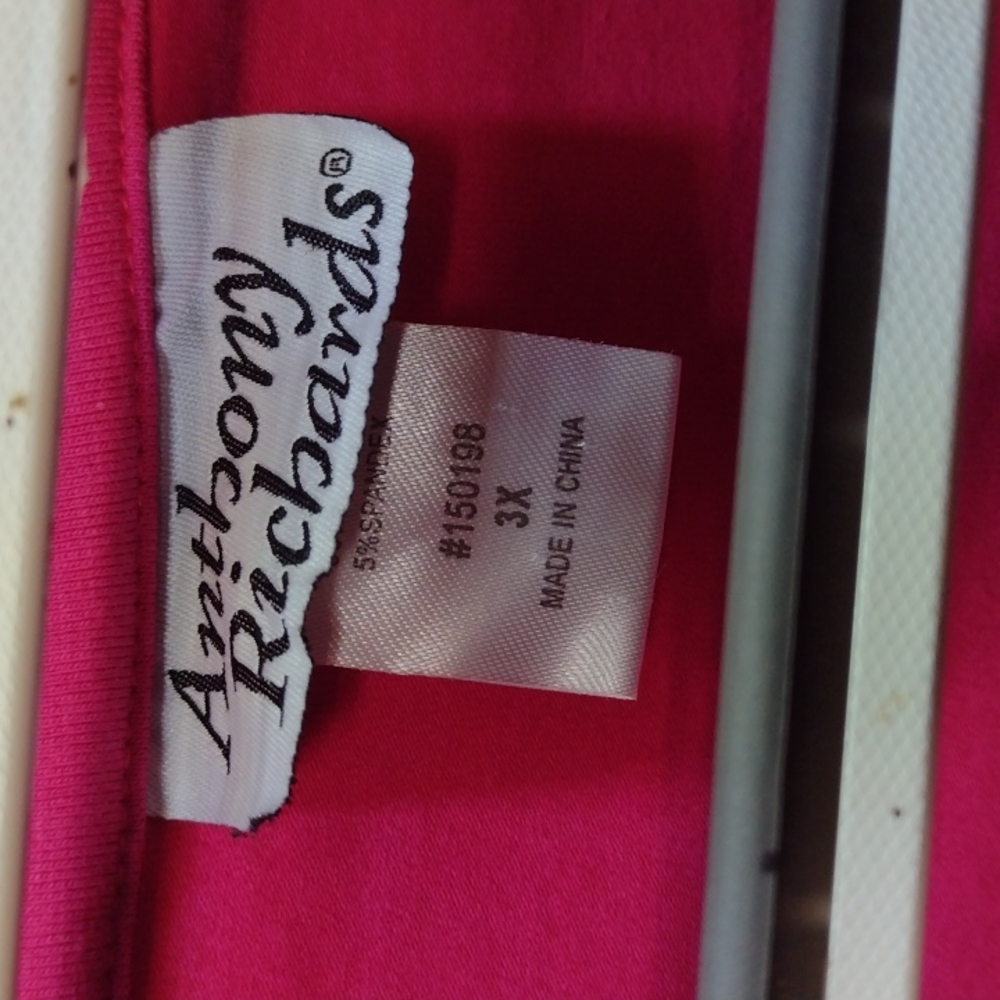 Anthony
Richards®
5%SPANDEX
#150198
3X
MADE IN CHINA